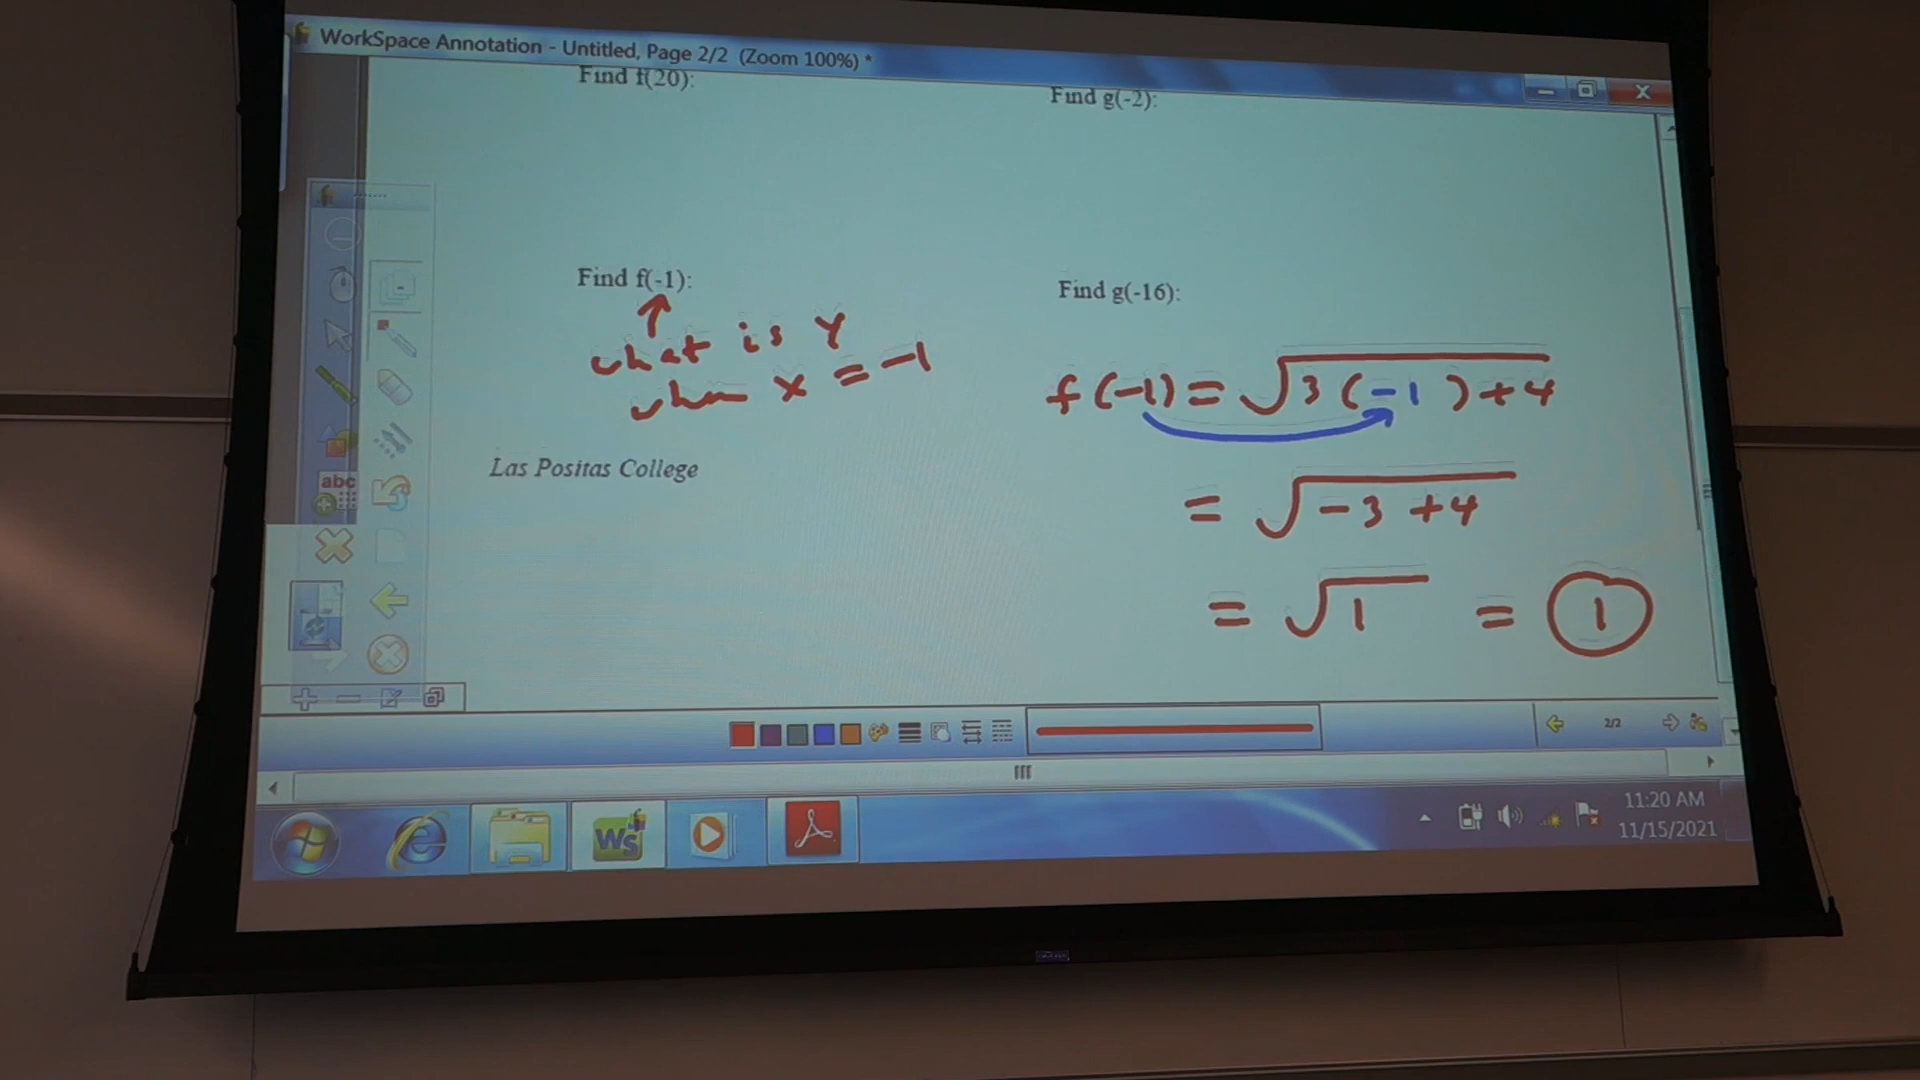 WorkSpace Annotation - Untitled, Page 2/2 (Zoom 100%) *
Find f(20):
Find g(-2):
Find f(-1):
what is y
when x = -1
Find g(-16):
f(-1) = √3(-1)+4
= √-3+4
= √1 = 1
Las Positas College
abc
2/2
WS
11:20 AM
11/15/2021